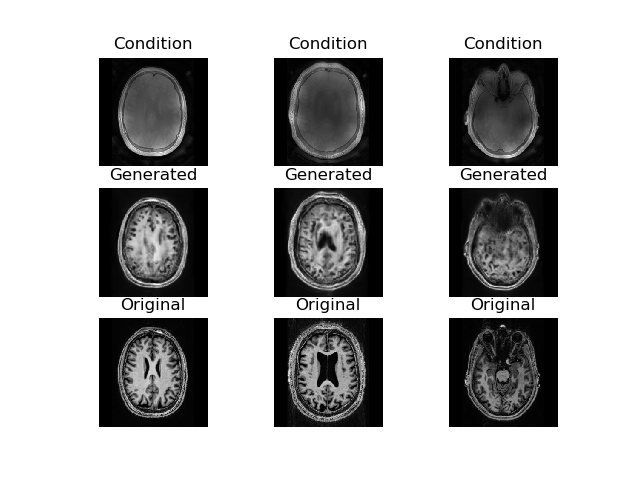 Condition Condition Condition
Generated Generated Generated
Original Original Original